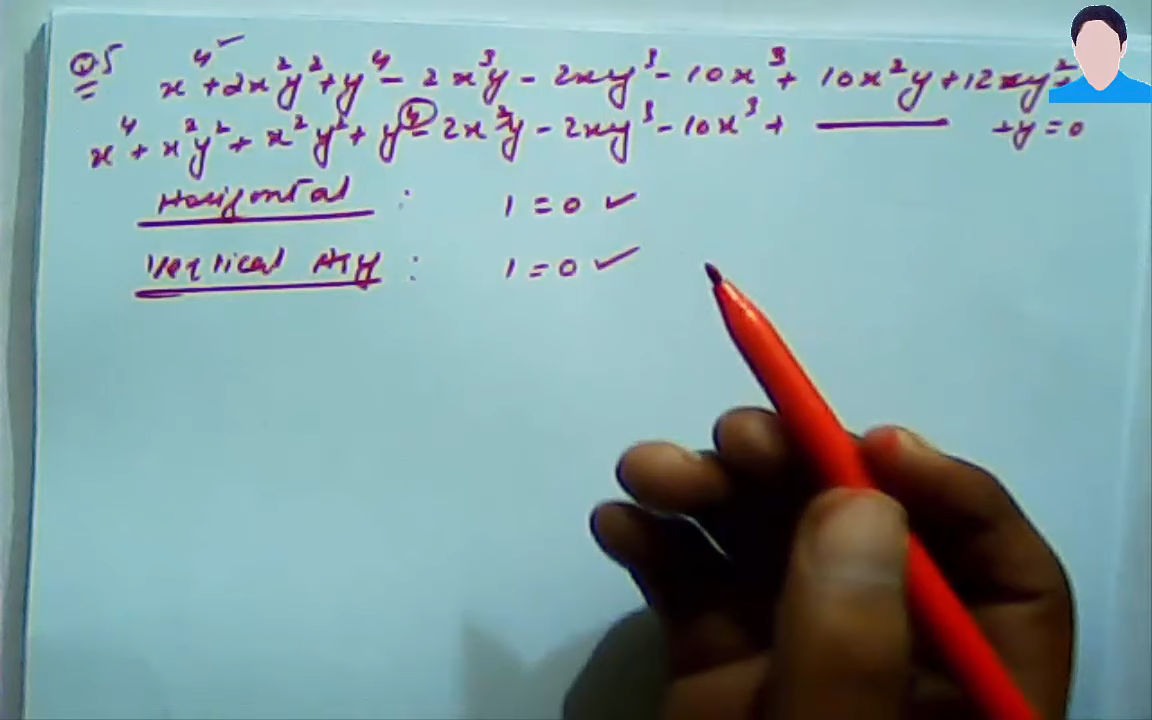 Q5 x⁴ + 2x²y² + y⁴ - 2x³y - 2xy³ - 10x³ + 10x²y + 12xy²
x⁴ + x²y² + x²y² + y⁴ - 2x³y - 2xy³ - 10x³ + ——— +y = 0
Horizontal : 1 = 0 ✓
Vertical Asy : 1 = 0 ✓